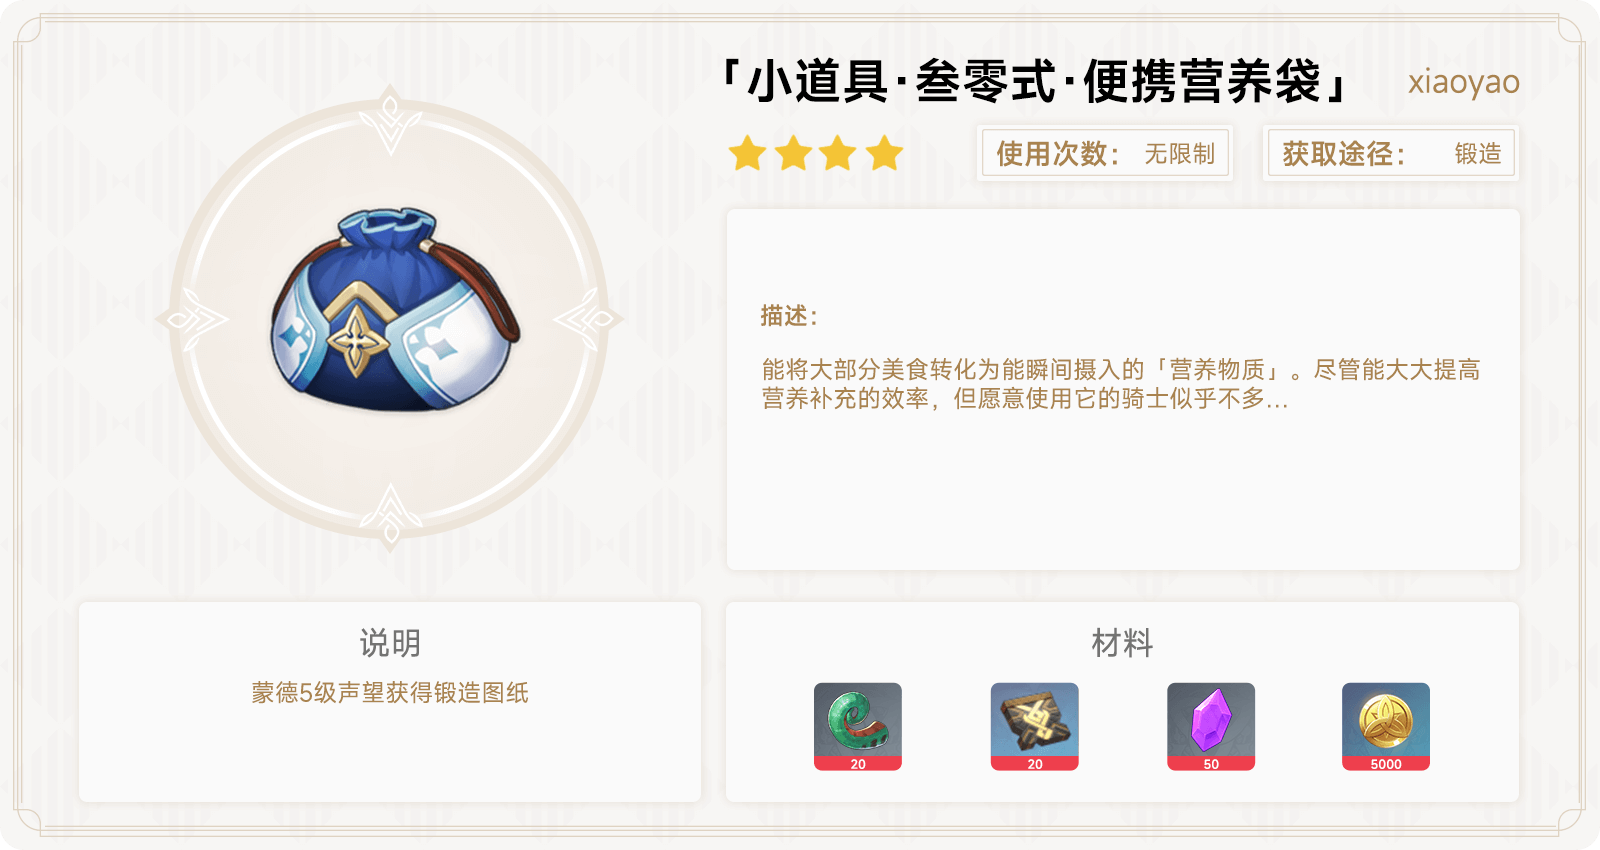 「小道具·叁零式·便携营养袋」 xiaoyao
使用次数： 无限制 获取途径： 锻造
描述：
能将大部分美食转化为能瞬间摄入的「营养物质」。尽管能大大提高
营养补充的效率，但愿意使用它的骑士似乎不多...
说明
蒙德5级声望获得锻造图纸
材料
20 20 50 5000